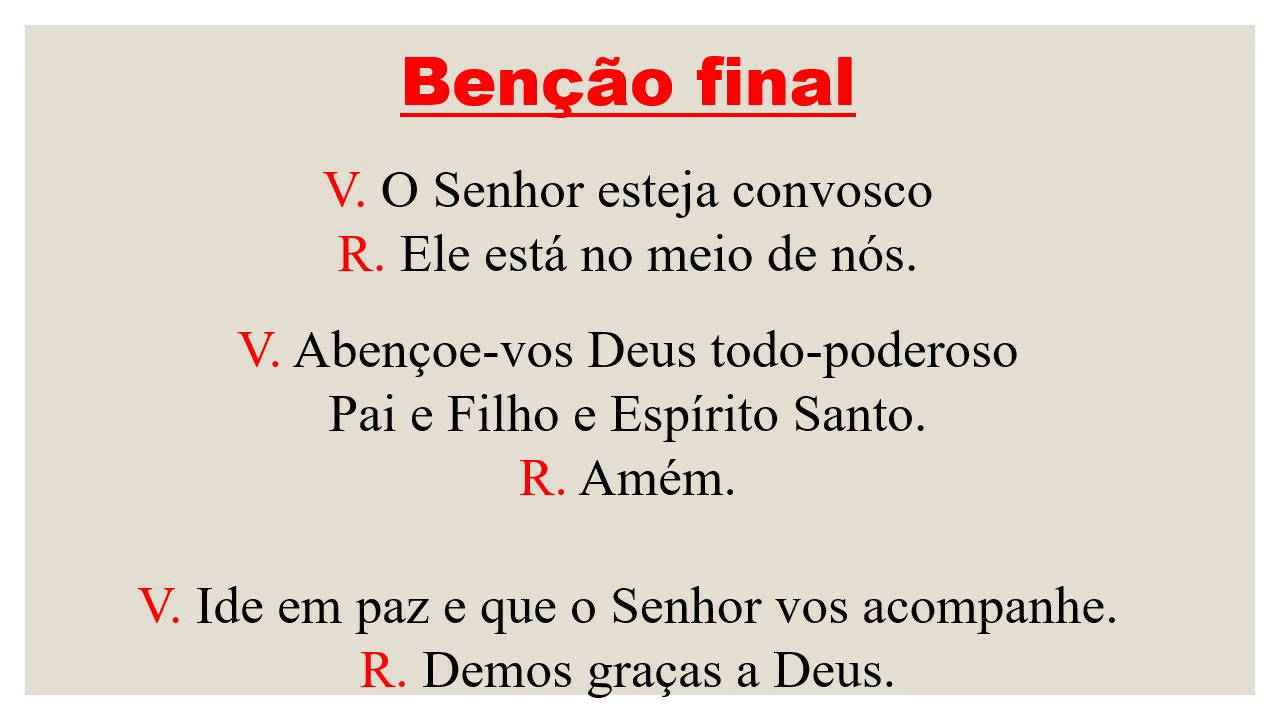 Benção final
V. O Senhor esteja convosco
R. Ele está no meio de nós.
V. Abençoe-vos Deus todo-poderoso
Pai e Filho e Espírito Santo.
R. Amém.
V. Ide em paz e que o Senhor vos acompanhe.
R. Demos graças a Deus.